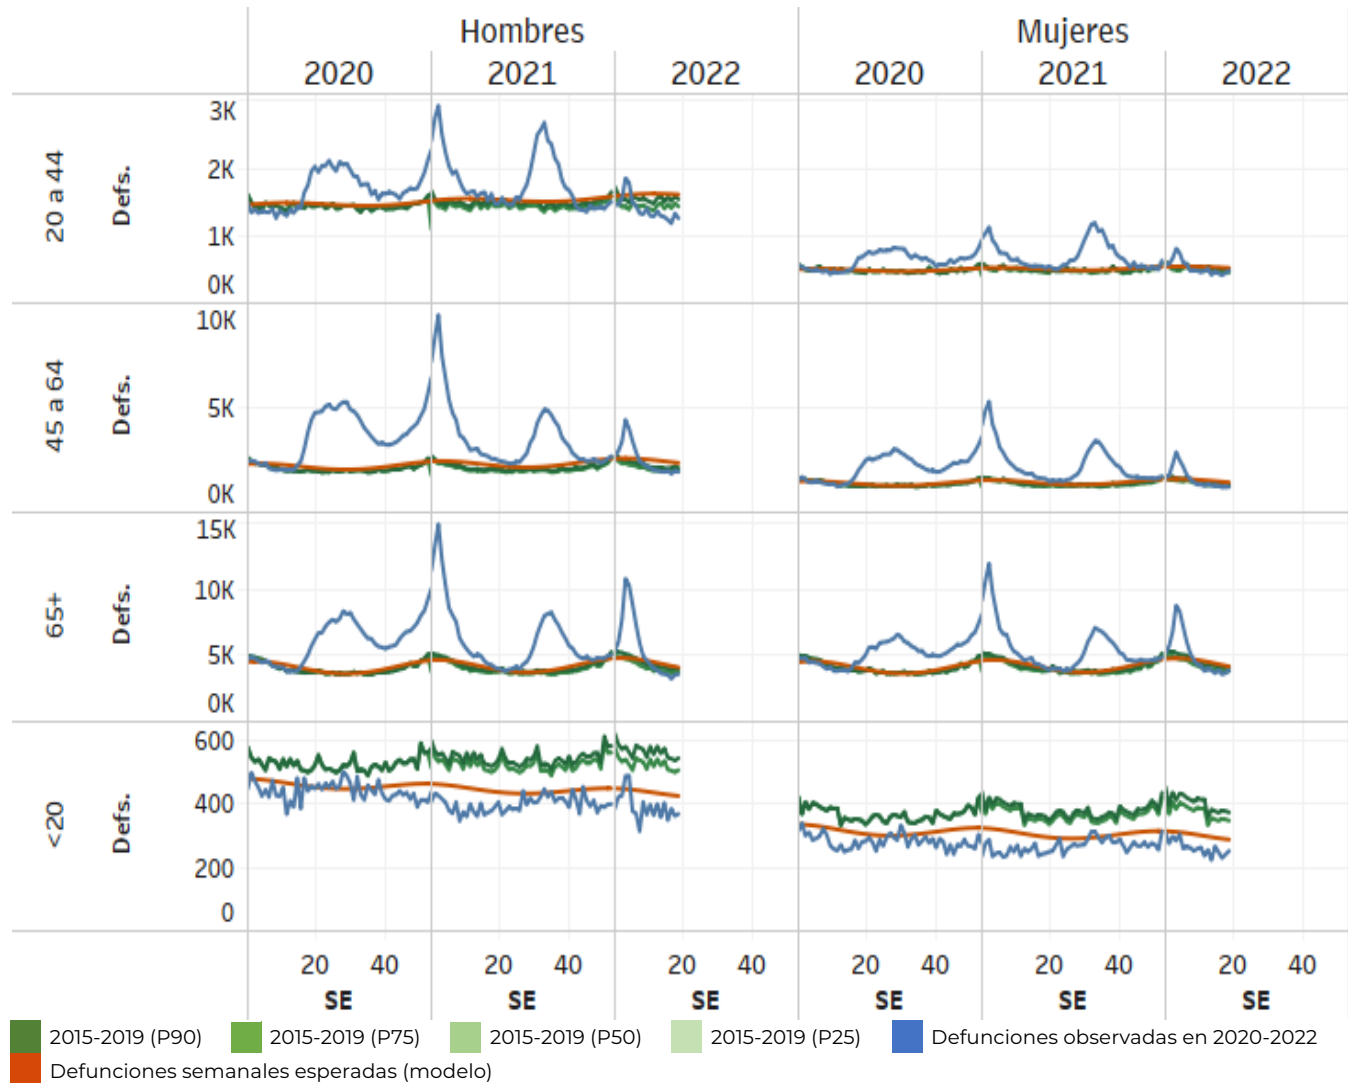 Hombres Mujeres
2020 2021 2022 2020 2021 2022
20 a 44 Defs. 3K
2K
1K
0K
45 a 64 Defs. 10K
5K
0K
65+ Defs. 15K
10K
5K
0K
<20 Defs. 600
400
200
0
20 40 20 40 20 40 20 40 20 40 20 40
SE SE SE SE SE SE
2015-2019 (P90) 2015-2019 (P75) 2015-2019 (P50) 2015-2019 (P25) Defunciones observadas en 2020-2022
Defunciones semanales esperadas (modelo)